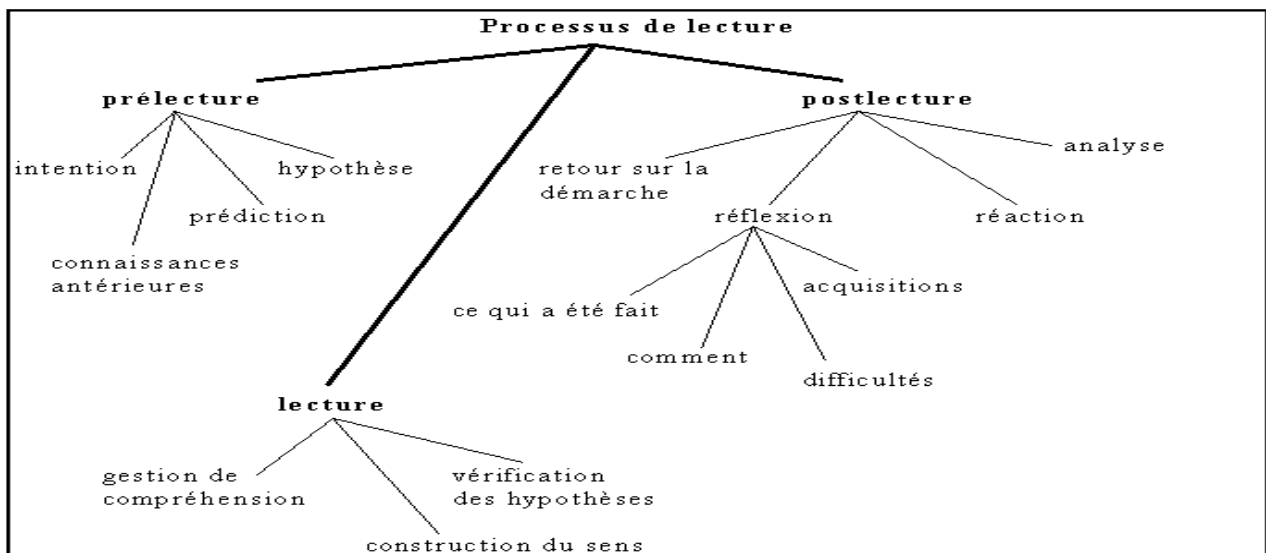 Processus de lecture
prélecture
postlecture
analyse
intention
hypothèse
retour sur la
démarche
prédiction
réflexion
réaction
connaissances
antérieures
acquisitions
ce qui a été fait
comment
difficultés
lecture
gestion de
compréhension
vérification
des hypothèses
construction du sens